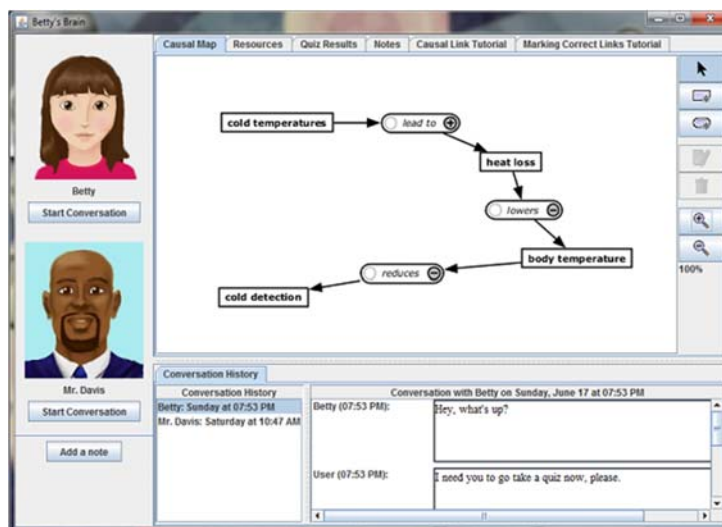 Betty's Brain
Causal Map
Resources
Quiz Results
Notes
Causal Link Tutorial
Marking Correct Links Tutorial
cold temperatures
lead to
heat loss
lowers
body temperature
reduces
cold detection
Betty
Start Conversation
Mr. Davis
Start Conversation
Add a note
100%
Conversation History
Conversation History
Betty: Sunday at 07:53 PM
Mr. Davis: Saturday at 10:47 AM
Conversation with Betty on Sunday, June 17 at 07:53 PM
Betty (07:53 PM):
Hey, what's up?
User (07:53 PM):
I need you to go take a quiz now, please.